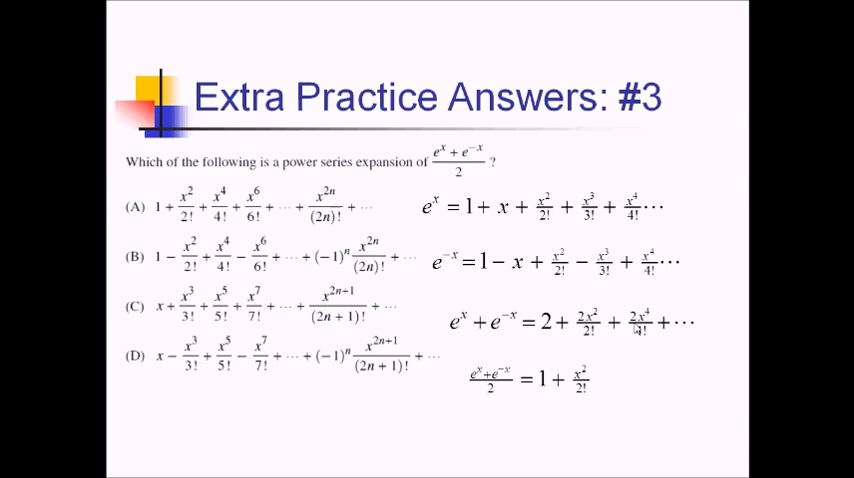 Extra Practice Answers: #3
Which of the following is a power series expansion of (e^x + e^−x)/2 ?
(A) 1 + x^2/2! + x^4/4! + x^6/6! + ··· + x^2n/(2n)! + ···
(B) 1 − x^2/2! + x^4/4! − x^6/6! + ··· + (−1)^n x^2n/(2n)! + ···
(C) x + x^3/3! + x^5/5! + x^7/7! + ··· + x^2n+1/(2n + 1)! + ···
(D) x − x^3/3! + x^5/5! − x^7/7! + ··· + (−1)^n x^2n+1/(2n + 1)! + ···
e^x = 1 + x + x^2/2! + x^3/3! + x^4/4! ···
e^−x = 1 − x + x^2/2! − x^3/3! + x^4/4! ···
e^x + e^−x = 2 + 2x^2/2! + 2x^4/4! + ···
(e^x + e^−x)/2 = 1 + x^2/2!